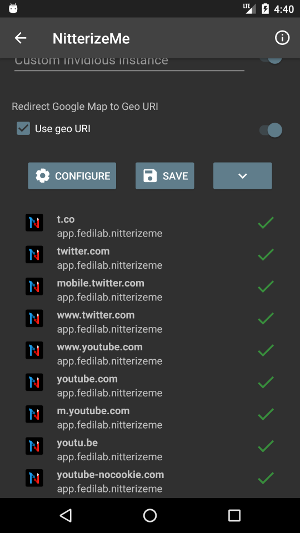 LTE 4:40
NitterizeMe
Custom Invidious instance
Redirect Google Map to Geo URI
Use geo URI
CONFIGURE SAVE
t.co
app.fedilab.nitterizeme
twitter.com
app.fedilab.nitterizeme
mobile.twitter.com
app.fedilab.nitterizeme
www.twitter.com
app.fedilab.nitterizeme
www.youtube.com
app.fedilab.nitterizeme
youtube.com
app.fedilab.nitterizeme
m.youtube.com
app.fedilab.nitterizeme
youtu.be
app.fedilab.nitterizeme
youtube-nocookie.com
app.fedilab.nitterizeme